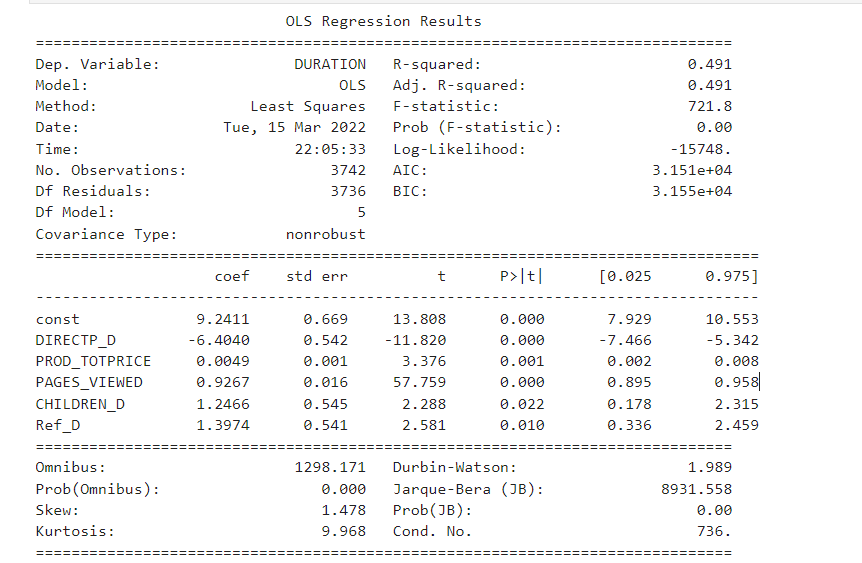 OLS Regression Results
==============================================================================
Dep. Variable: DURATION R-squared: 0.491
Model: OLS Adj. R-squared: 0.491
Method: Least Squares F-statistic: 721.8
Date: Tue, 15 Mar 2022 Prob (F-statistic): 0.00
Time: 22:05:33 Log-Likelihood: -15748.
No. Observations: 3742 AIC: 3.151e+04
Df Residuals: 3736 BIC: 3.155e+04
Df Model: 5
Covariance Type: nonrobust
=================================================================================
coef std err t P>|t| [0.025 0.975]
---------------------------------------------------------------------------------
const 9.2411 0.669 13.808 0.000 7.929 10.553
DIRECTP_D -6.4040 0.542 -11.820 0.000 -7.466 -5.342
PROD_TOTPRICE 0.0049 0.001 3.376 0.001 0.002 0.008
PAGES_VIEWED 0.9267 0.016 57.759 0.000 0.895 0.958
CHILDREN_D 1.2466 0.545 2.288 0.022 0.178 2.315
Ref_D 1.3974 0.541 2.581 0.010 0.336 2.459
==============================================================================
Omnibus: 1298.171 Durbin-Watson: 1.989
Prob(Omnibus): 0.000 Jarque-Bera (JB): 8931.558
Skew: 1.478 Prob(JB): 0.00
Kurtosis: 9.968 Cond. No. 736.
==============================================================================